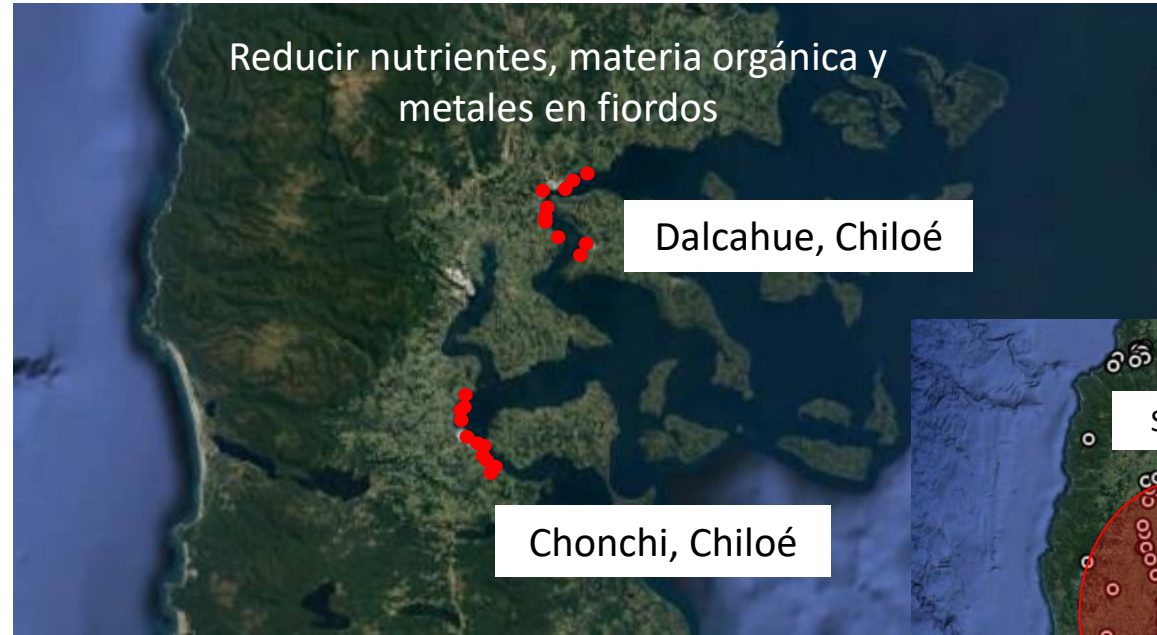 Reducir nutrientes, materia orgánica y
metales en fiordos
Dalcahue, Chiloé
Chonchi, Chiloé